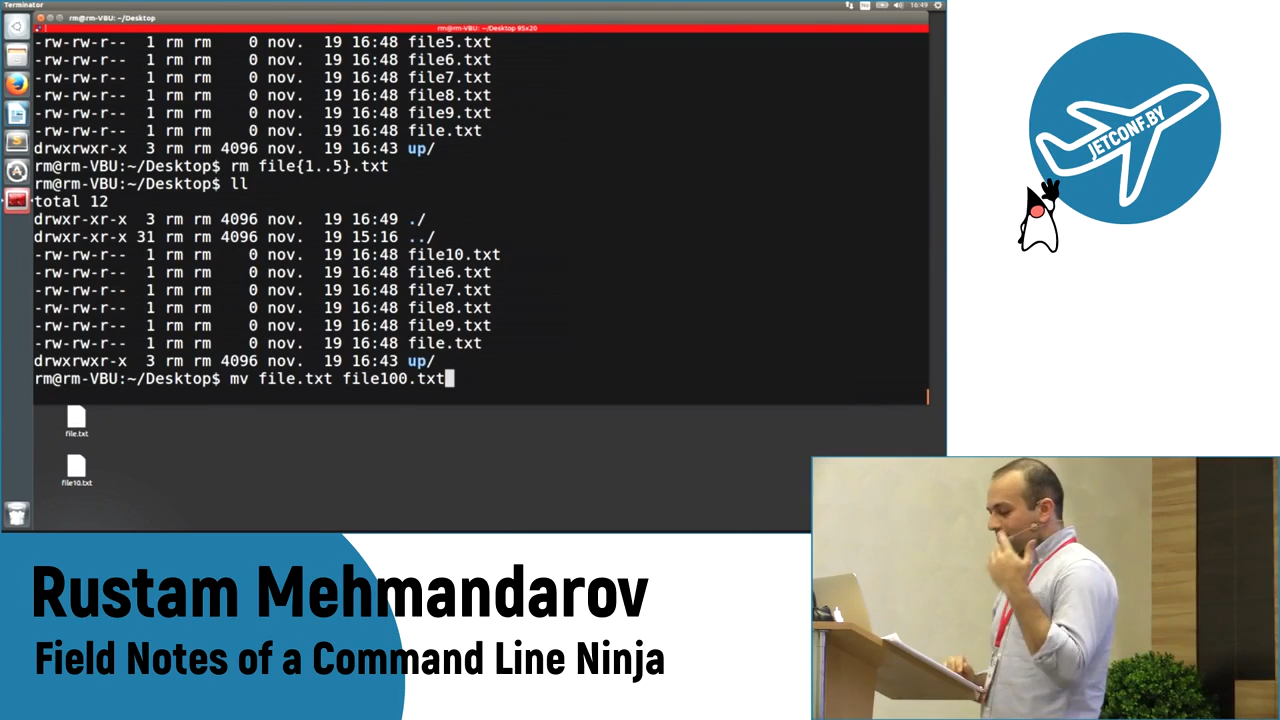 Terminator
No
16:49
rm@rm-VBU: ~/Desktop
rm@rm-VBU: ~/Desktop 95x20
-rw-rw-r-- 1 rm rm 0 nov. 19 16:48 file5.txt
-rw-rw-r-- 1 rm rm 0 nov. 19 16:48 file6.txt
-rw-rw-r-- 1 rm rm 0 nov. 19 16:48 file7.txt
-rw-rw-r-- 1 rm rm 0 nov. 19 16:48 file8.txt
-rw-rw-r-- 1 rm rm 0 nov. 19 16:48 file9.txt
-rw-rw-r-- 1 rm rm 0 nov. 19 16:48 file.txt
drwxrwxr-x 3 rm rm 4096 nov. 19 16:43 up/
rm@rm-VBU:~/Desktop$ rm file{1..5}.txt
rm@rm-VBU:~/Desktop$ ll
total 12
drwxr-xr-x 3 rm rm 4096 nov. 19 16:49 ./
drwxr-xr-x 31 rm rm 4096 nov. 19 15:16 ../
-rw-rw-r-- 1 rm rm 0 nov. 19 16:48 file10.txt
-rw-rw-r-- 1 rm rm 0 nov. 19 16:48 file6.txt
-rw-rw-r-- 1 rm rm 0 nov. 19 16:48 file7.txt
-rw-rw-r-- 1 rm rm 0 nov. 19 16:48 file8.txt
-rw-rw-r-- 1 rm rm 0 nov. 19 16:48 file9.txt
-rw-rw-r-- 1 rm rm 0 nov. 19 16:48 file.txt
drwxrwxr-x 3 rm rm 4096 nov. 19 16:43 up/
rm@rm-VBU:~/Desktop$ mv file.txt file100.txt
file.txt
file10.txt
JETCONF.BY
Rustam Mehmandarov
Field Notes of a Command Line Ninja